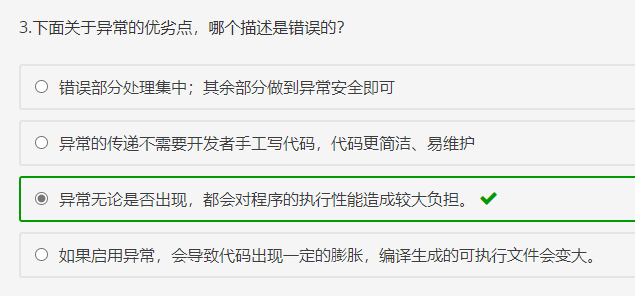 3.下面关于异常的优劣点，哪个描述是错误的？
错误部分处理集中；其余部分做到异常安全即可
异常的传递不需要开发者手工写代码，代码更简洁、易维护
异常无论是否出现，都会对程序的执行性能造成较大负担。
如果启用异常，会导致代码出现一定的膨胀，编译生成的可执行文件会变大。